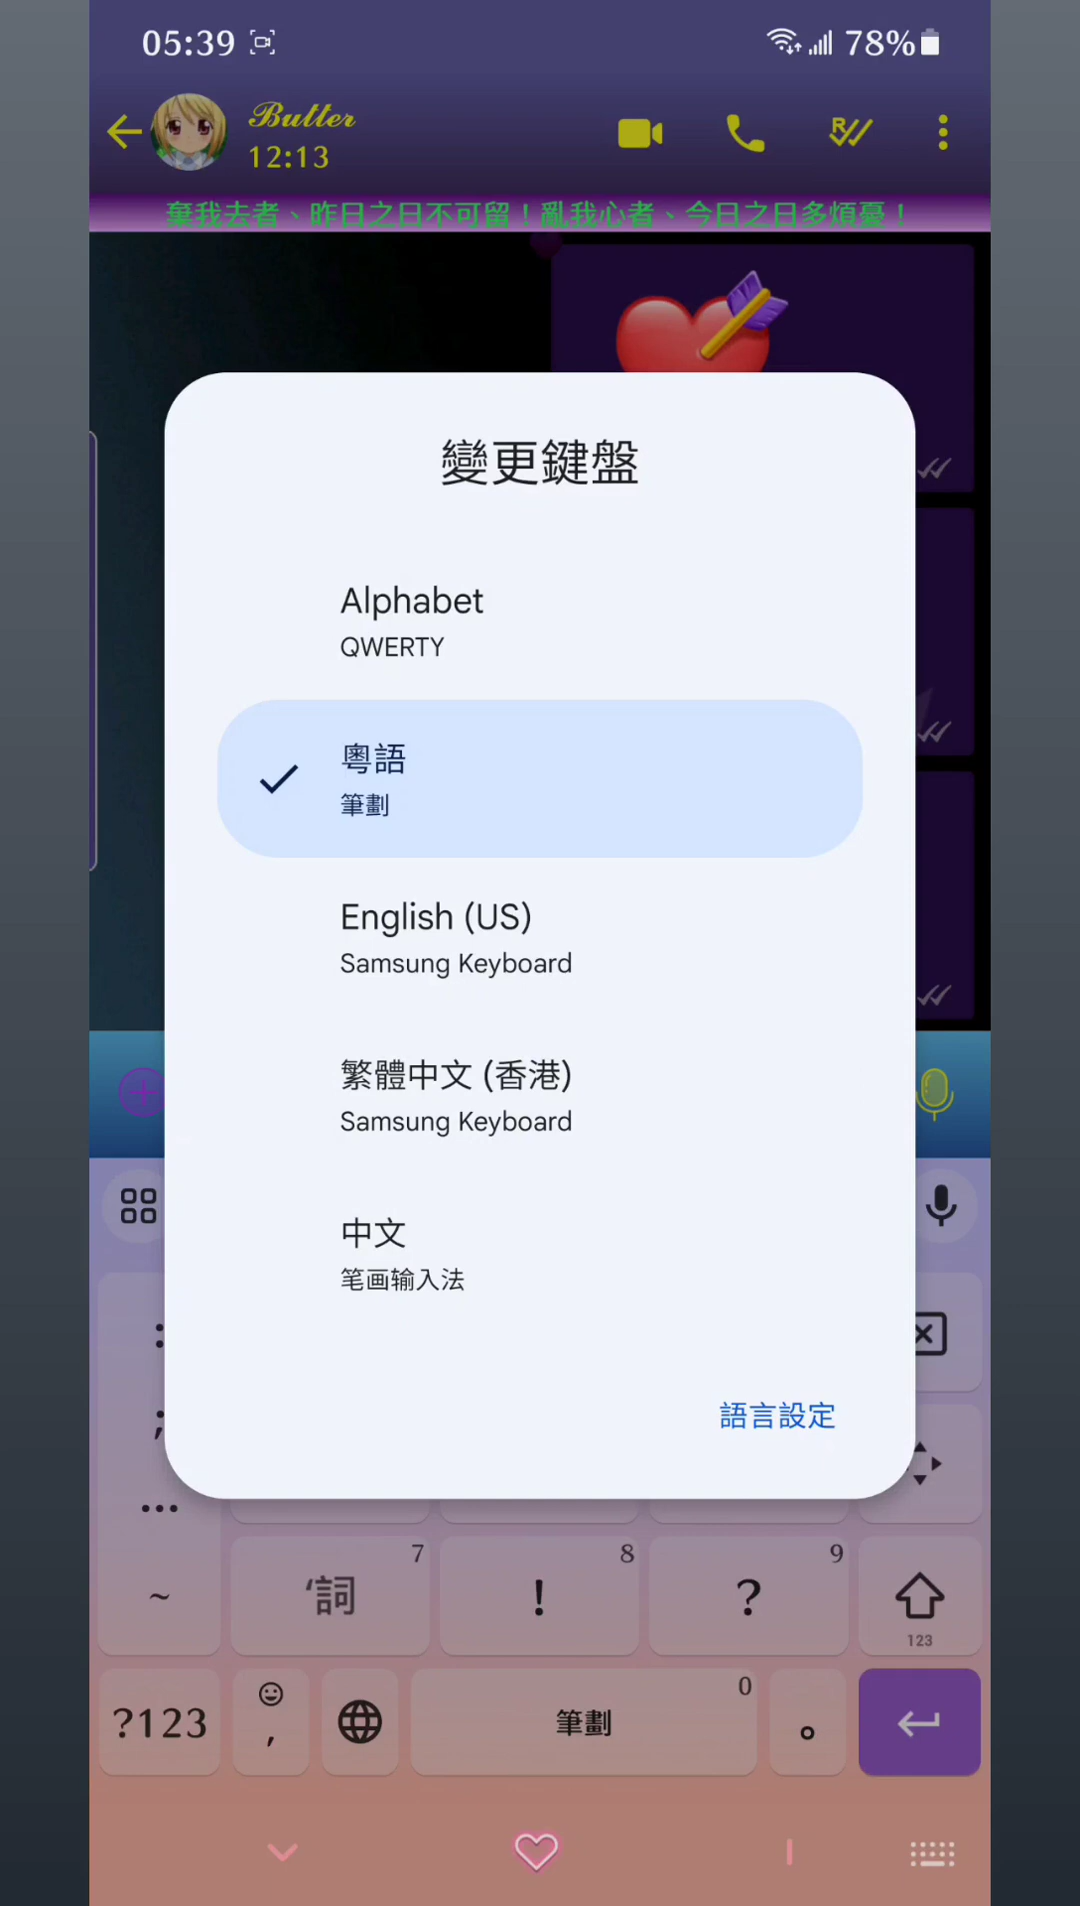 05:39
78%
Butter
12:13
棄我去者、昨日之日不可留！亂我心者、今日之日多煩憂！
變更鍵盤
Alphabet
QWERTY
粵語
筆劃
English (US)
Samsung Keyboard
繁體中文 (香港)
Samsung Keyboard
中文
笔画输入法
語言設定
:
;
...
~
7
'詞
8
!
9
?
123
?123
,
0
筆劃
。